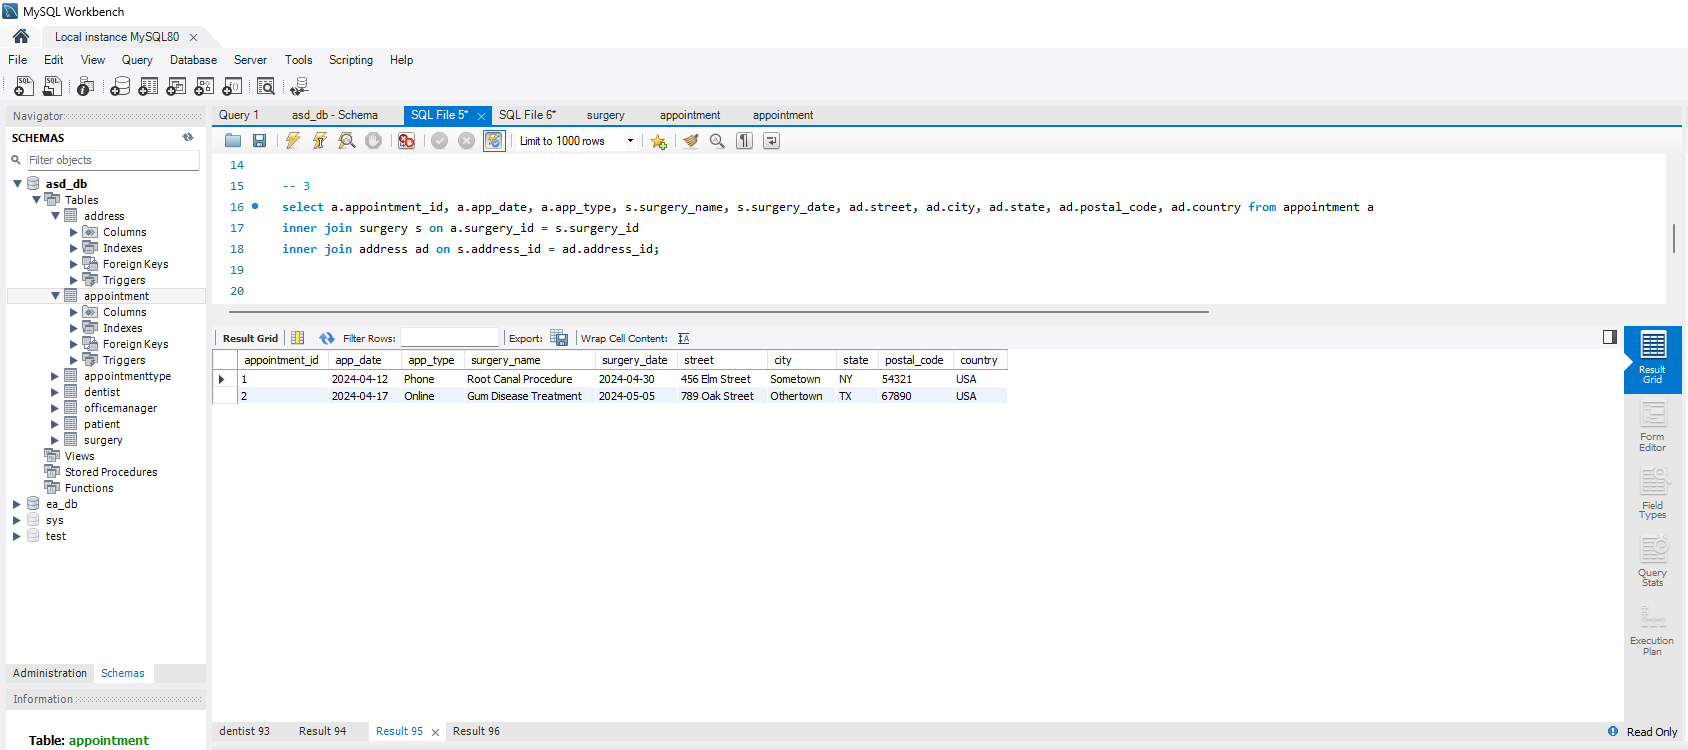 MySQL Workbench
Local instance MySQL80
File Edit View Query Database Server Tools Scripting Help
Navigator
SCHEMAS
Filter objects
asd_db
Tables
address
Columns
Indexes
Foreign Keys
Triggers
appointment
Columns
Indexes
Foreign Keys
Triggers
appointmenttype
dentist
officemanager
patient
surgery
Views
Stored Procedures
Functions
ea_db
sys
test
Administration Schemas
Information
Table: appointment
Query 1 asd_db - Schema SQL File 5* SQL File 6* surgery appointment appointment
Limit to 1000 rows
14
15 -- 3
16 select a.appointment_id, a.app_date, a.app_type, s.surgery_name, s.surgery_date, ad.street, ad.city, ad.state, ad.postal_code, ad.country from appointment a
17 inner join surgery s on a.surgery_id = s.surgery_id
18 inner join address ad on s.address_id = ad.address_id;
19
20
Result Grid Filter Rows: Export: Wrap Cell Content:
appointment_id app_date app_type surgery_name surgery_date street city state postal_code country
1 2024-04-12 Phone Root Canal Procedure 2024-04-30 456 Elm Street Sometown NY 54321 USA
2 2024-04-17 Online Gum Disease Treatment 2024-05-05 789 Oak Street Othertown TX 67890 USA
Result
Grid
Form
Editor
Field
Types
Query
Stats
Execution
Plan
dentist 93 Result 94 Result 95 Result 96
Read Only